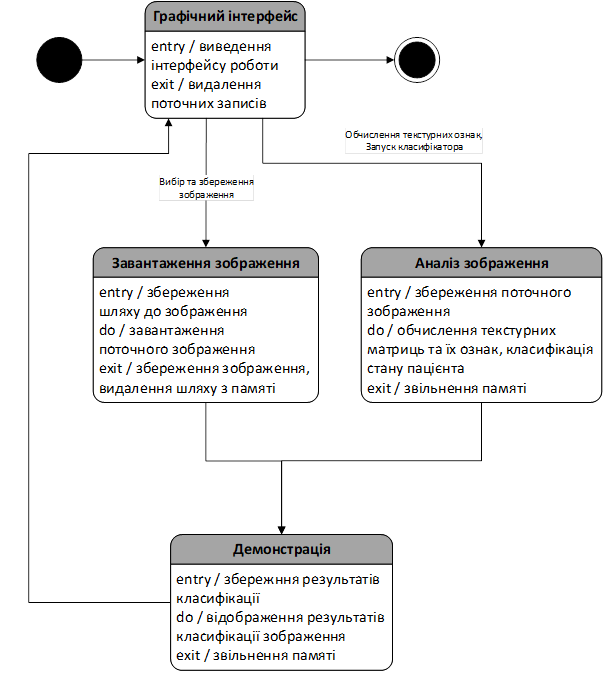 Графічний інтерфейс
entry / виведення
інтерфейсу роботи
exit / видалення
поточних записів
Обчислення текстурних ознак,
Запуск класифікатора
Вибір та збереження
зображення
Завантаження зображення
entry / збереження
шляху до зображення
do / завантаження
поточного зображення
exit / збереження зображення,
видалення шляху з памяті
Аналіз зображення
entry / збереження поточного
зображення
do / обчислення текстурних
матриць та їх ознак, класифікація
стану пацієнта
exit / звільнення памяті
Демонстрація
entry / збережння результатів
класифікації
do / відображення результатів
класифікації зображення
exit / звільнення памяті